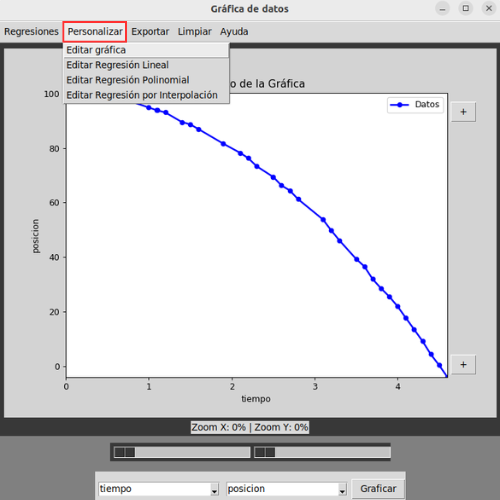 Gráfica de datos
Regresiones Personalizar Exportar Limpiar Ayuda
Editar gráfica
Editar Regresión Lineal
Editar Regresión Polinomial
Editar Regresión por Interpolación
de la Gráfica
Datos
+
100
80
60
40
20
0
posicion
+
0 1 2 3 4
tiempo
Zoom X: 0% | Zoom Y: 0%
tiempo posicion Graficar